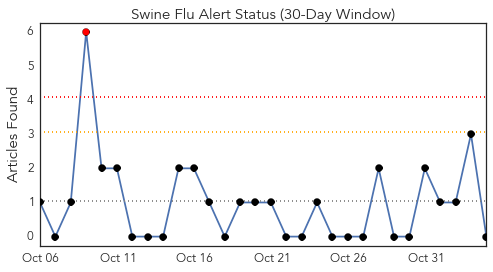 Swine Flu Alert Status (30-Day Window)
Articles Found
6
5
4
3
2
1
0
Oct 06 Oct 11 Oct 16 Oct 21 Oct 26 Oct 31